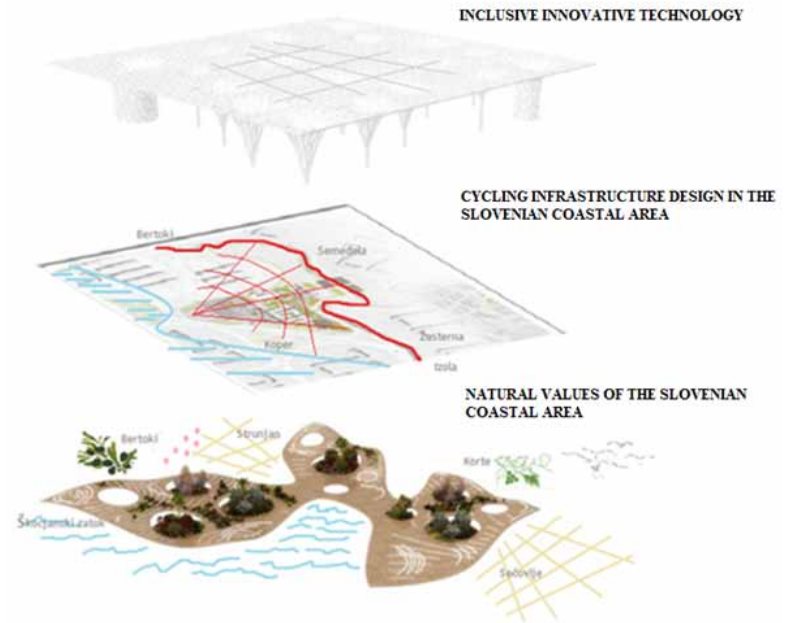 INCLUSIVE INNOVATIVE TECHNOLOGY
CYCLING INFRASTRUCTURE DESIGN IN THE
SLOVENIAN COASTAL AREA
Bertoki
Semedela
Koper
Žusterna
Izola
NATURAL VALUES OF THE SLOVENIAN
COASTAL AREA
Bertoki
Strunjan
Korte
Škocjanski zatok
Sečovlje